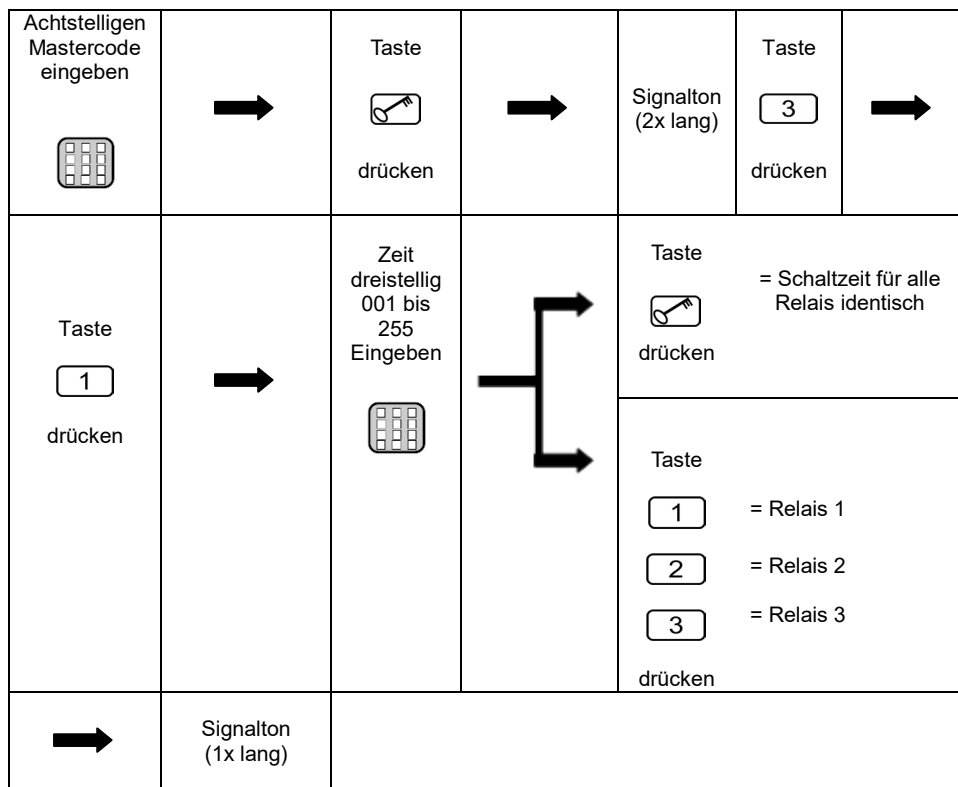 Achtstelligen
Mastercode
eingeben
Taste
drücken
Signalton
(2x lang)
Taste
3
drücken
Taste
1
drücken
Zeit
dreistellig
001 bis
255
Eingeben
Taste
drücken
= Schaltzeit für alle
Relais identisch
Taste
1 = Relais 1
2 = Relais 2
3 = Relais 3
drücken
Signalton
(1x lang)